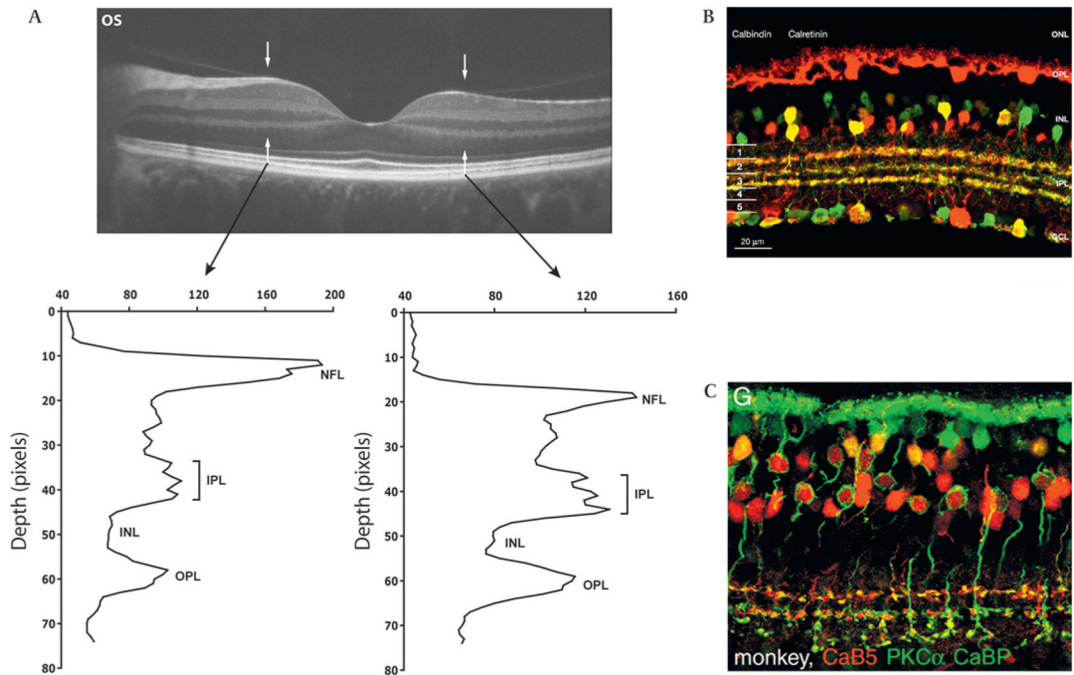 A
OS
40 80 120 160 200
0
10
20
30
40
50
60
70
80
Depth (pixels)
NFL
IPL
INL
OPL
40 80 120 160
0
10
20
30
40
50
60
70
80
Depth (pixels)
NFL
IPL
INL
OPL
B
Calbindin Calretinin
ONL
OPL
INL
1
2
3
4
5
IPL
GCL
20 μm
C
G
monkey, CaB5 PKCα CaBP